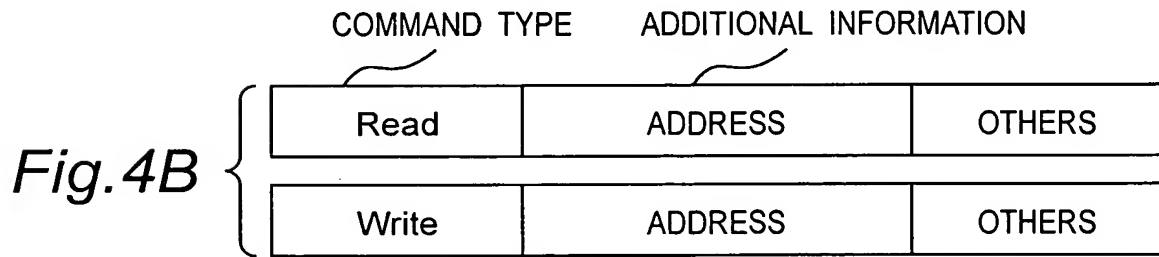 COMMAND TYPE ADDITIONAL INFORMATION
Read ADDRESS OTHERS
Fig.4B
Write ADDRESS OTHERS